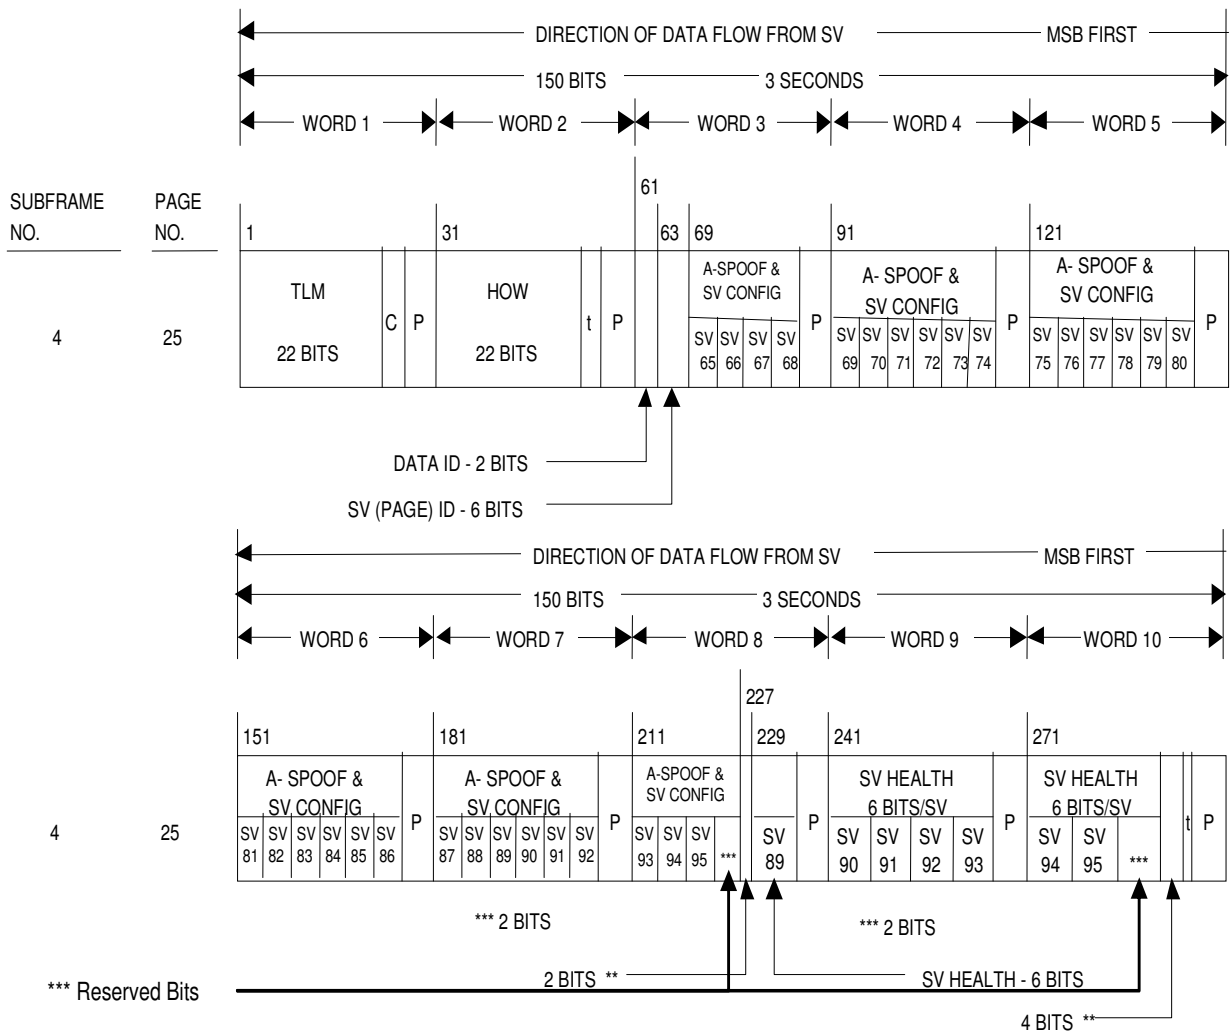 DIRECTION OF DATA FLOW FROM SV MSB FIRST
150 BITS 3 SECONDS
WORD 1 WORD 2 WORD 3 WORD 4 WORD 5
SUBFRAME NO.
PAGE NO.
61
1 31 63 69 91 121
4 25
TLM
22 BITS
C P
HOW
22 BITS
t P
A-SPOOF &
SV CONFIG
SV 65 SV 66 SV 67 SV 68
P
A- SPOOF &
SV CONFIG
SV 69 SV 70 SV 71 SV 72 SV 73 SV 74
P
A- SPOOF &
SV CONFIG
SV 75 SV 76 SV 77 SV 78 SV 79 SV 80
P
DATA ID - 2 BITS
SV (PAGE) ID - 6 BITS
DIRECTION OF DATA FLOW FROM SV MSB FIRST
150 BITS 3 SECONDS
WORD 6 WORD 7 WORD 8 WORD 9 WORD 10
227
151 181 211 229 241 271
4 25
A- SPOOF &
SV CONFIG
SV 81 SV 82 SV 83 SV 84 SV 85 SV 86
P
A- SPOOF &
SV CONFIG
SV 87 SV 88 SV 89 SV 90 SV 91 SV 92
P
A-SPOOF &
SV CONFIG
SV 93 SV 94 SV 95 ***
SV 89
P
SV HEALTH
6 BITS/SV
SV 90 SV 91 SV 92 SV 93
P
SV HEALTH
6 BITS/SV
SV 94 SV 95 ***
t P
*** 2 BITS *** 2 BITS
2 BITS ** SV HEALTH - 6 BITS
*** Reserved Bits
4 BITS **